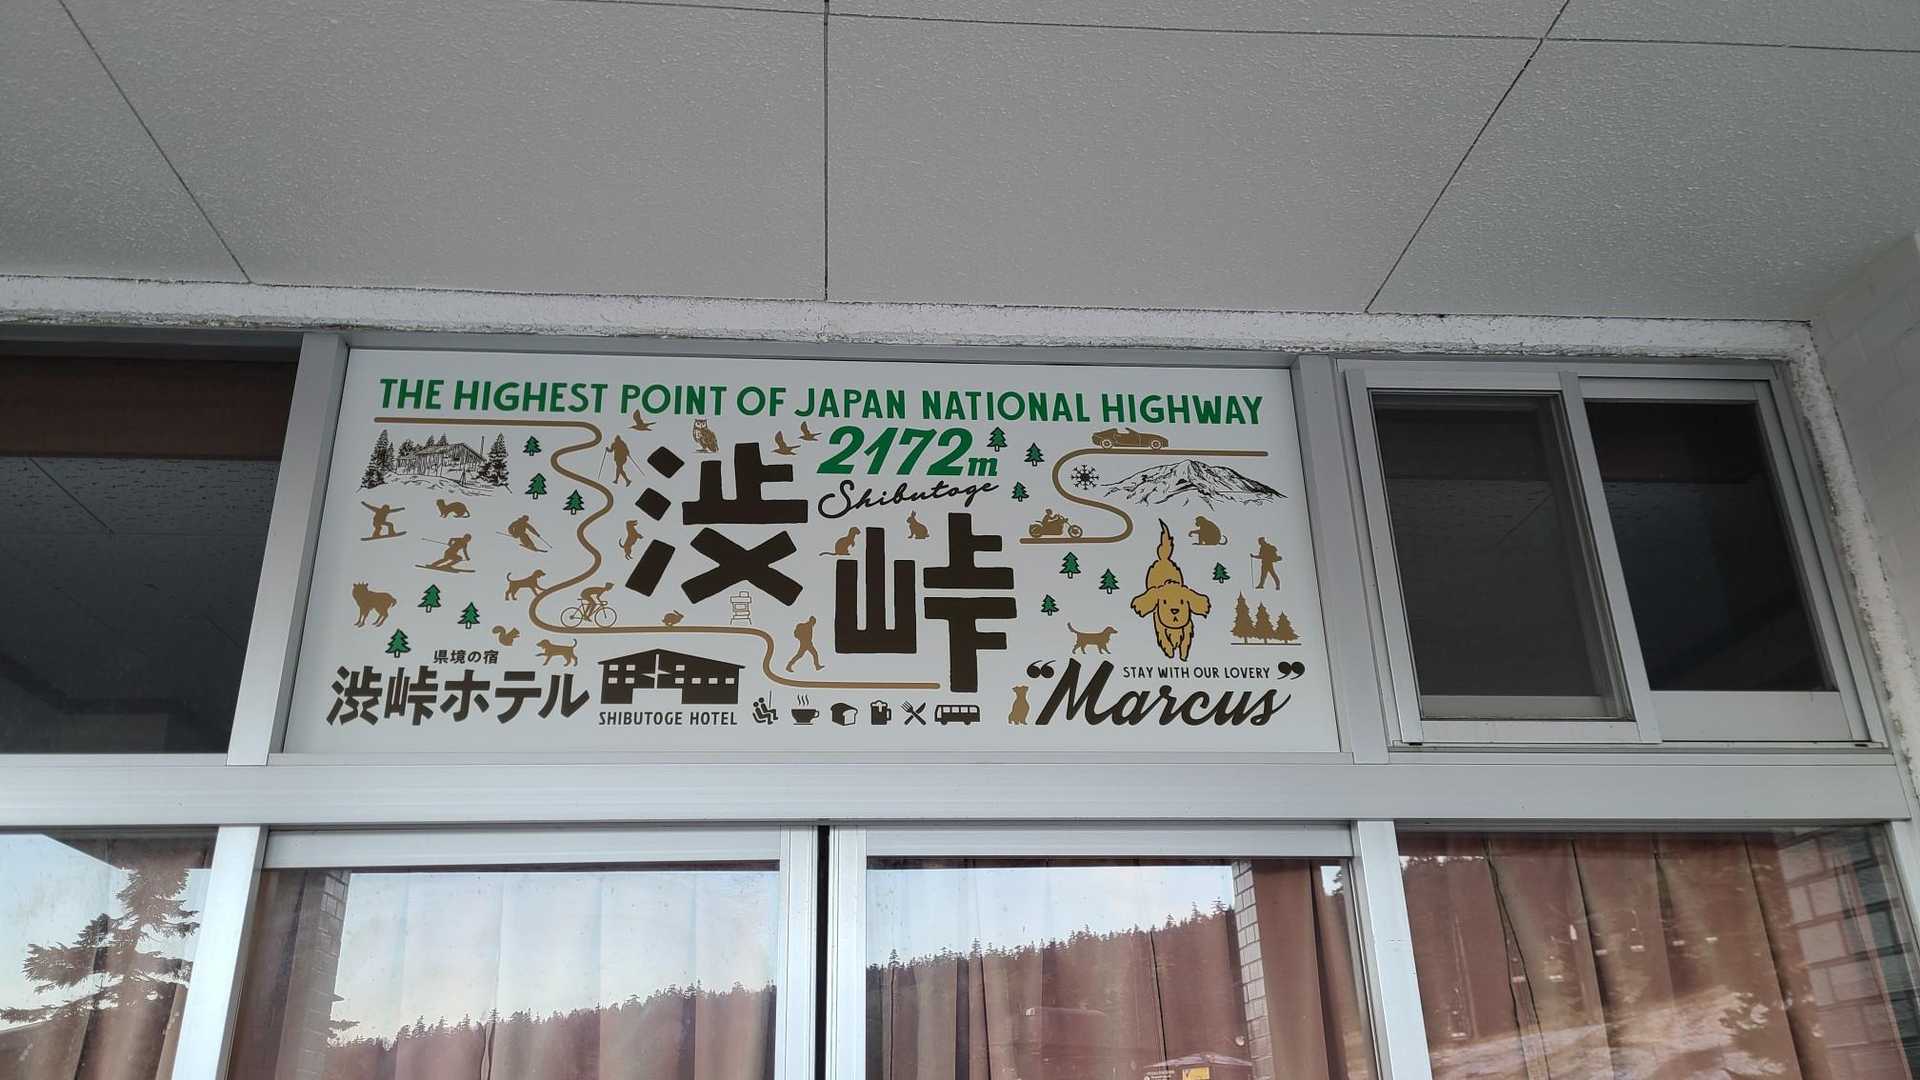 THE HIGHEST POINT OF JAPAN NATIONAL HIGHWAY
2172m
Shibutoge
渋峠
県境の宿
渋峠ホテル
SHIBUTOGE HOTEL
STAY WITH OUR LOVERY
“Marcus”